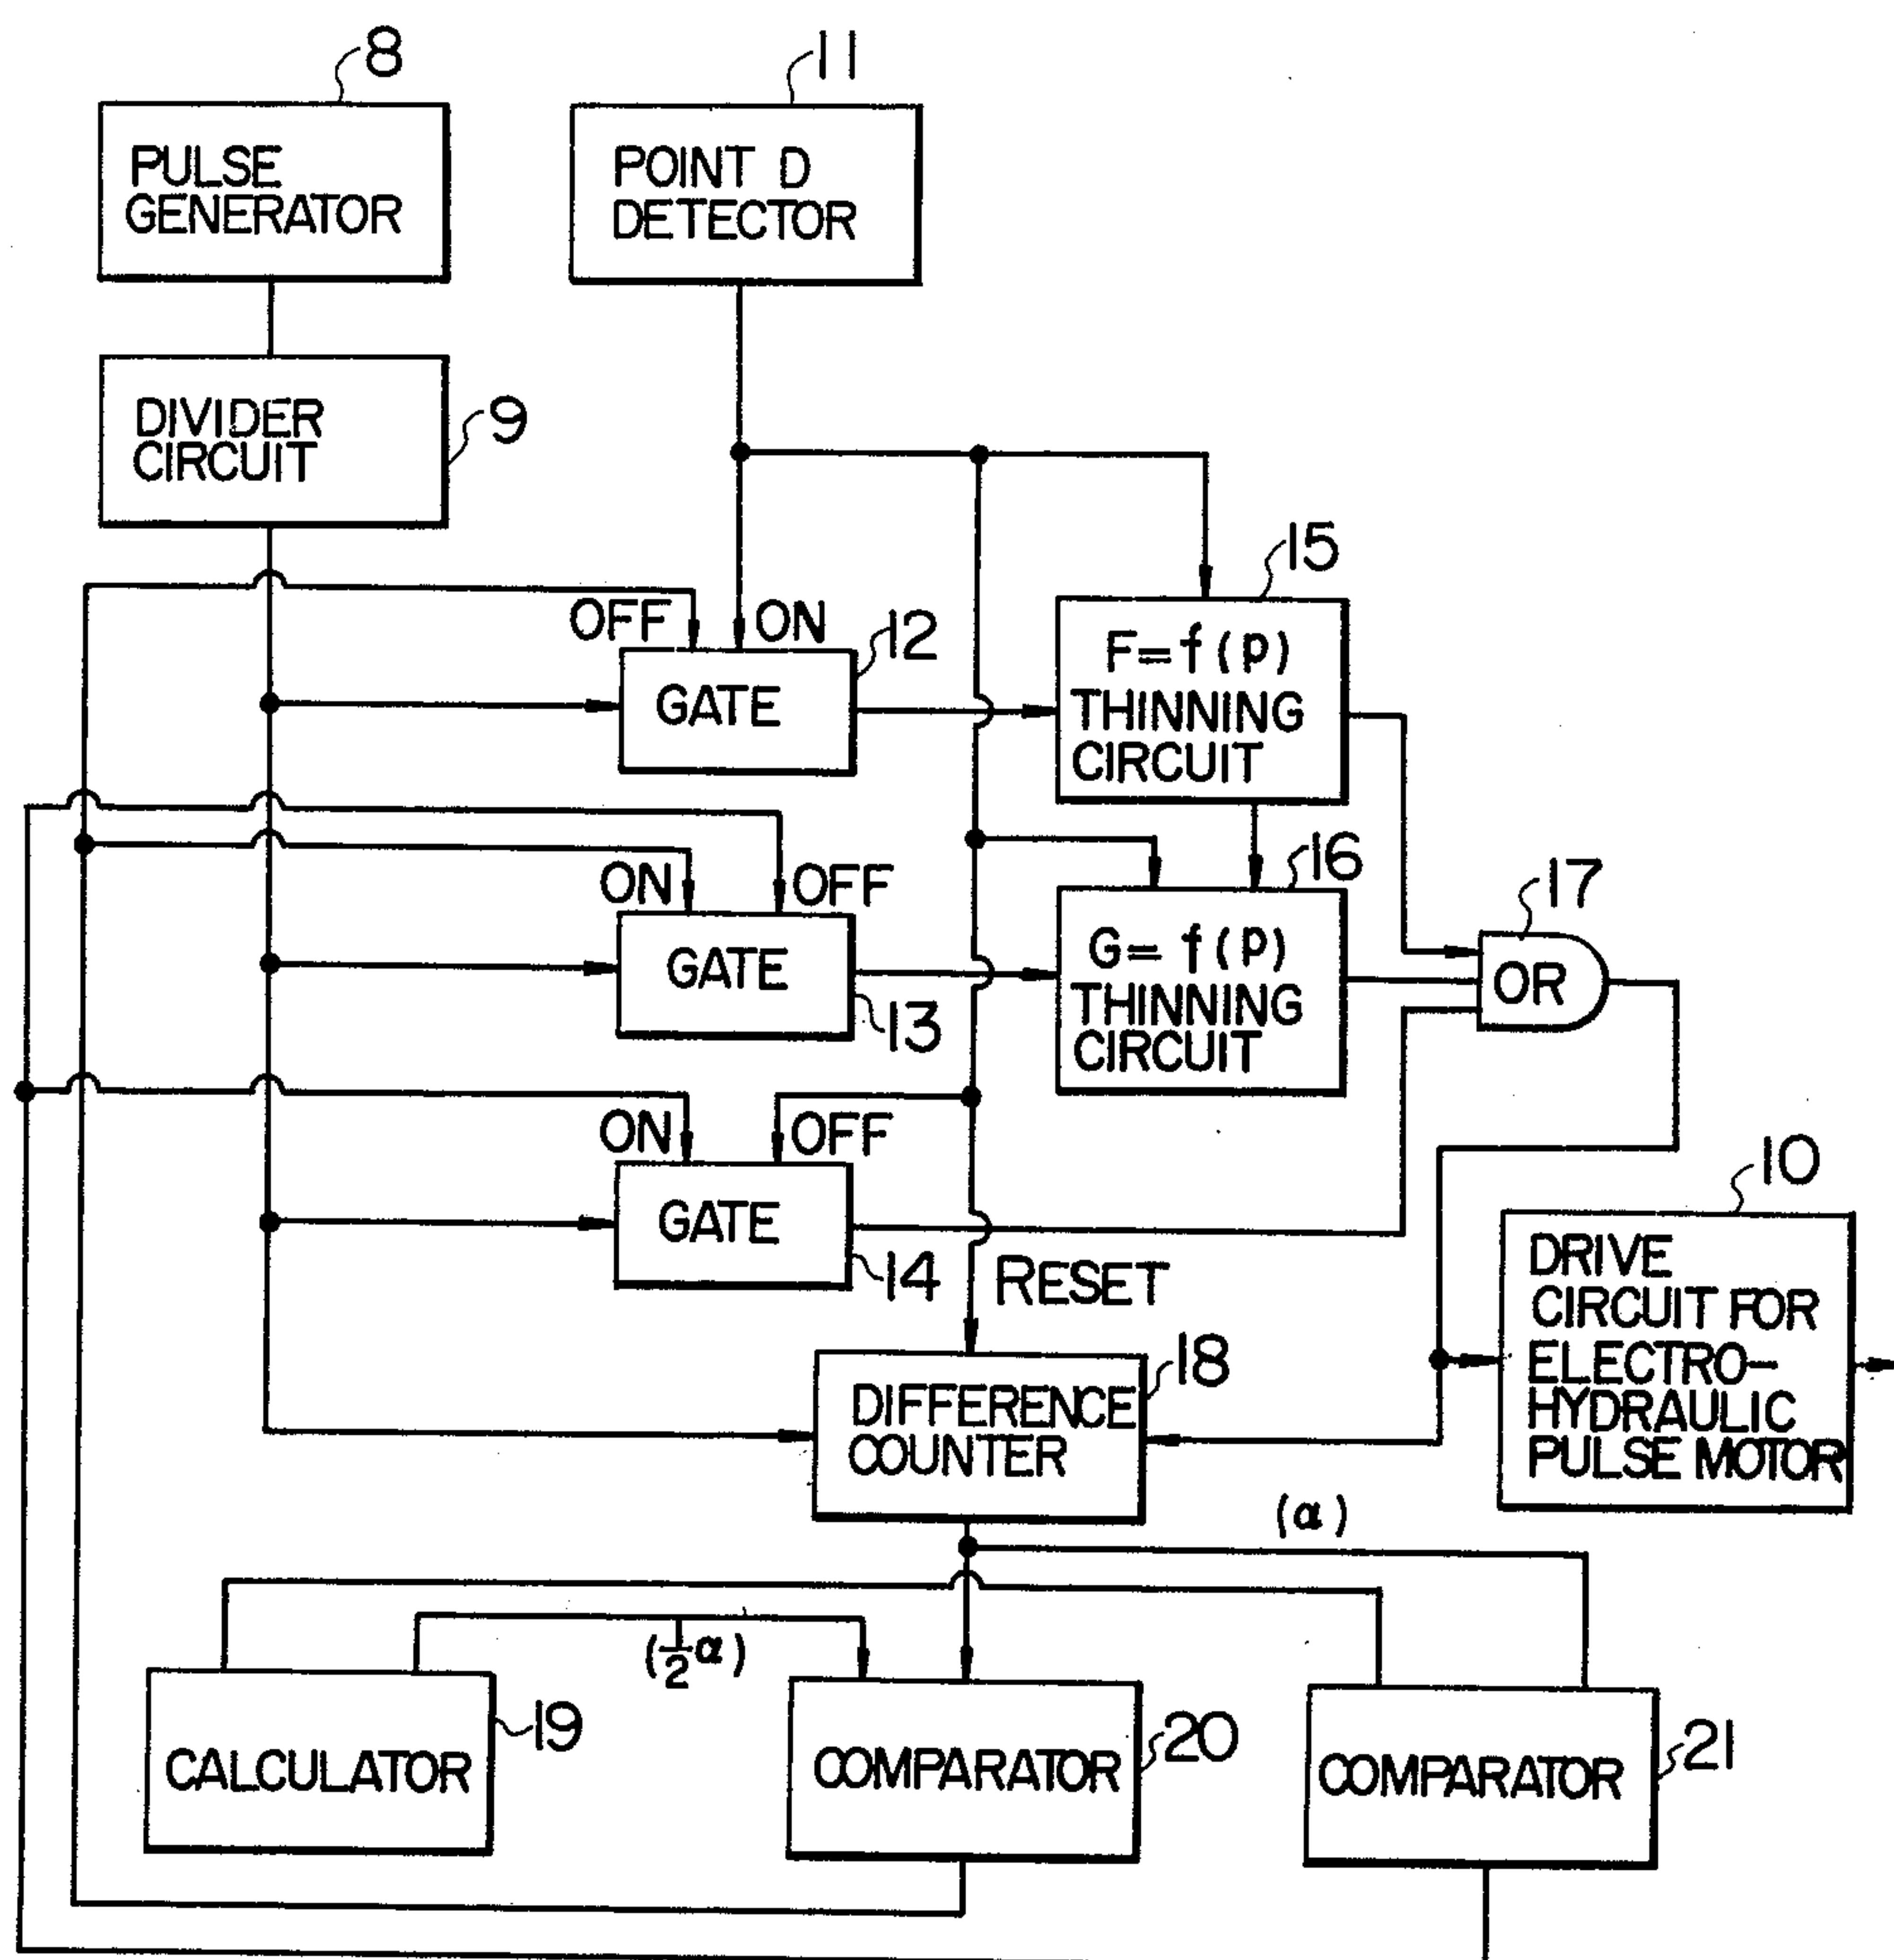 8
11
PULSE
GENERATOR
POINT D
DETECTOR
DIVIDER
CIRCUIT
9
15
OFF
ON
12
F=f(p)
THINNING
CIRCUIT
GATE
16
17
ON
OFF
GATE
13
G=f(p)
THINNING
CIRCUIT
OR
ON
OFF
10
GATE
14
RESET
DRIVE
CIRCUIT FOR
ELECTRO-
HYDRAULIC
PULSE MOTOR
18
DIFFERENCE
COUNTER
(α)
(1/2 α)
19
20
21
CALCULATOR
COMPARATOR
COMPARATOR